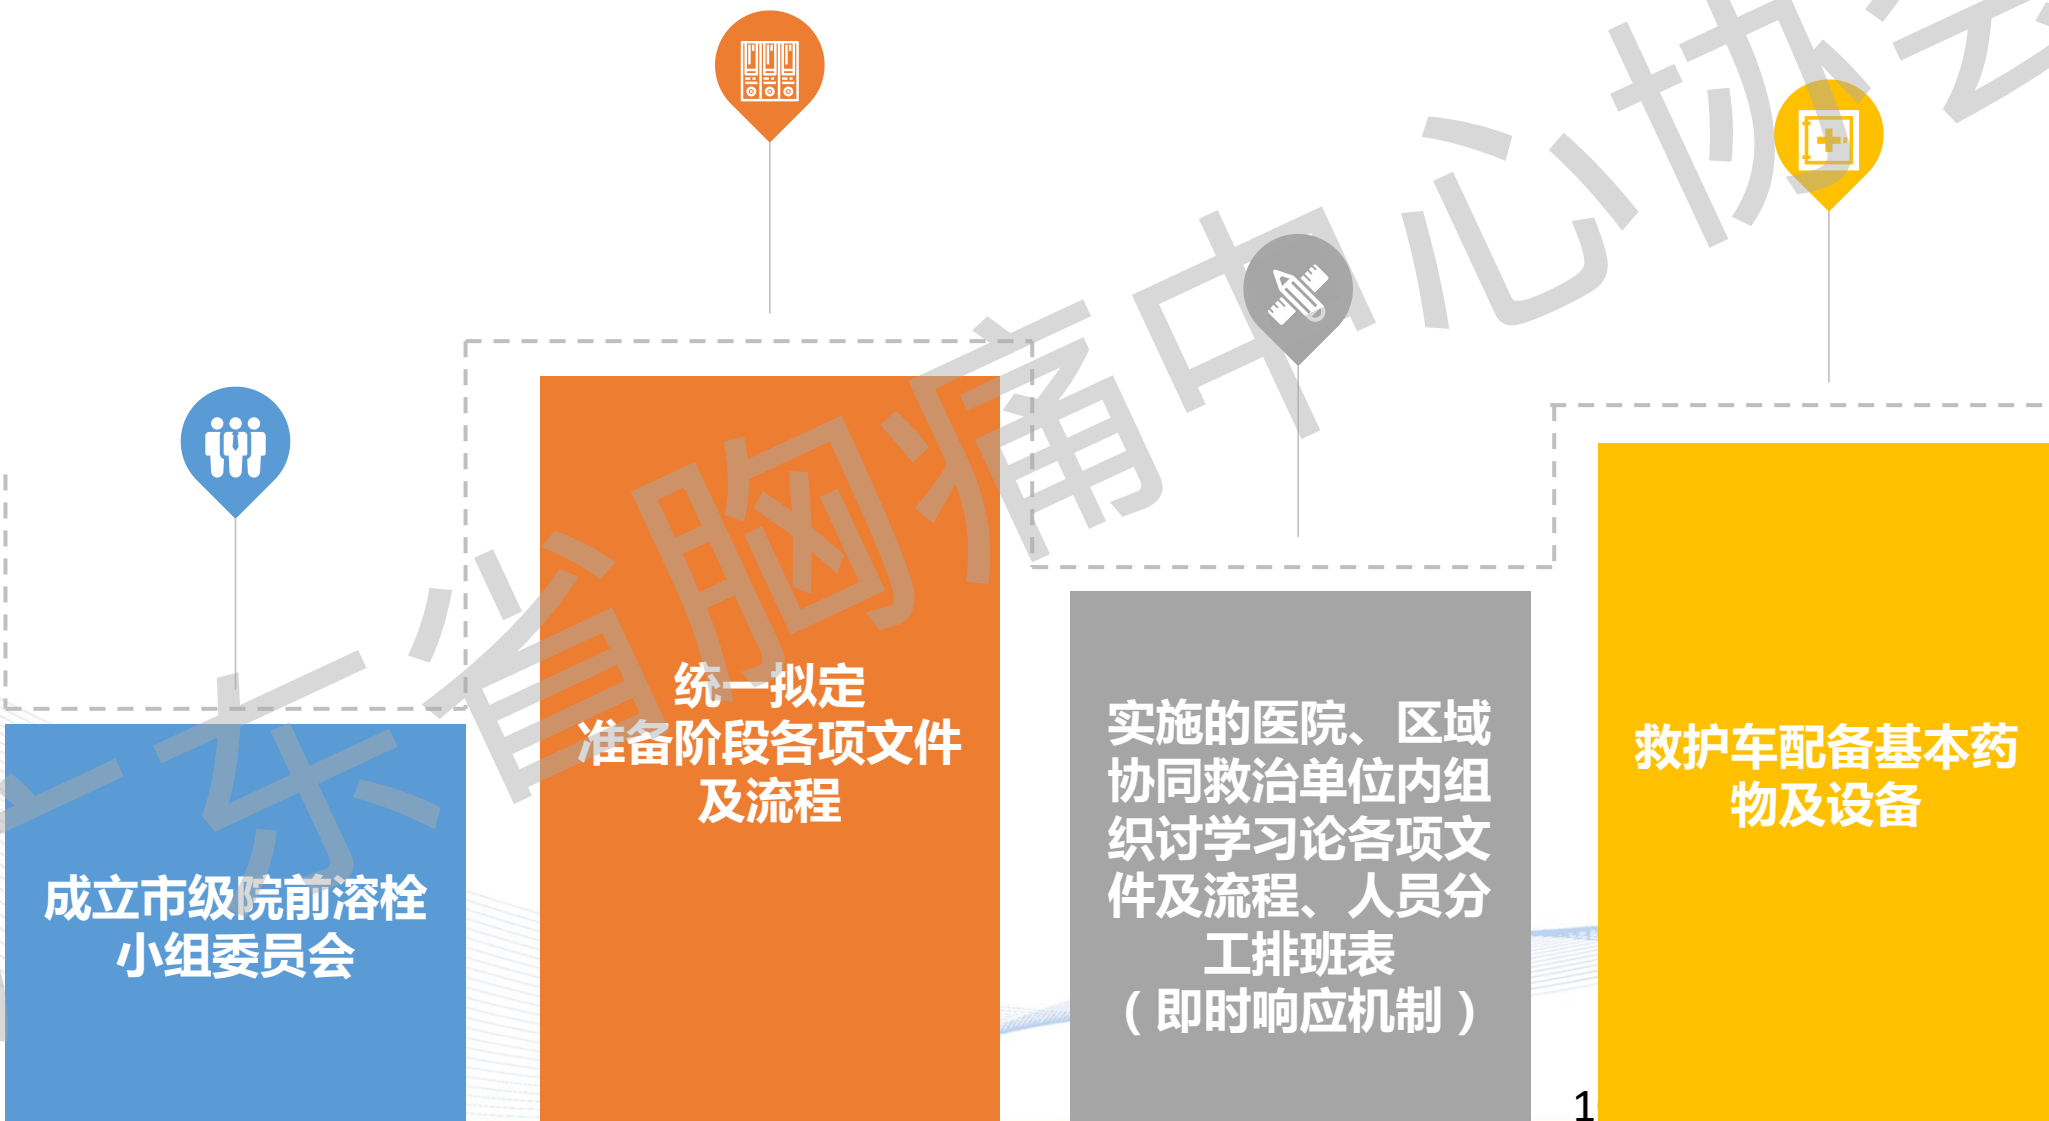 成立市级院前溶栓
小组委员会
统一拟定
准备阶段各项文件
及流程
实施的医院、区域
协同救治单位内组
织讨学习论各项文
件及流程、人员分
工排班表
（即时响应机制）
救护车配备基本药
物及设备
广东省胸痛中心协会